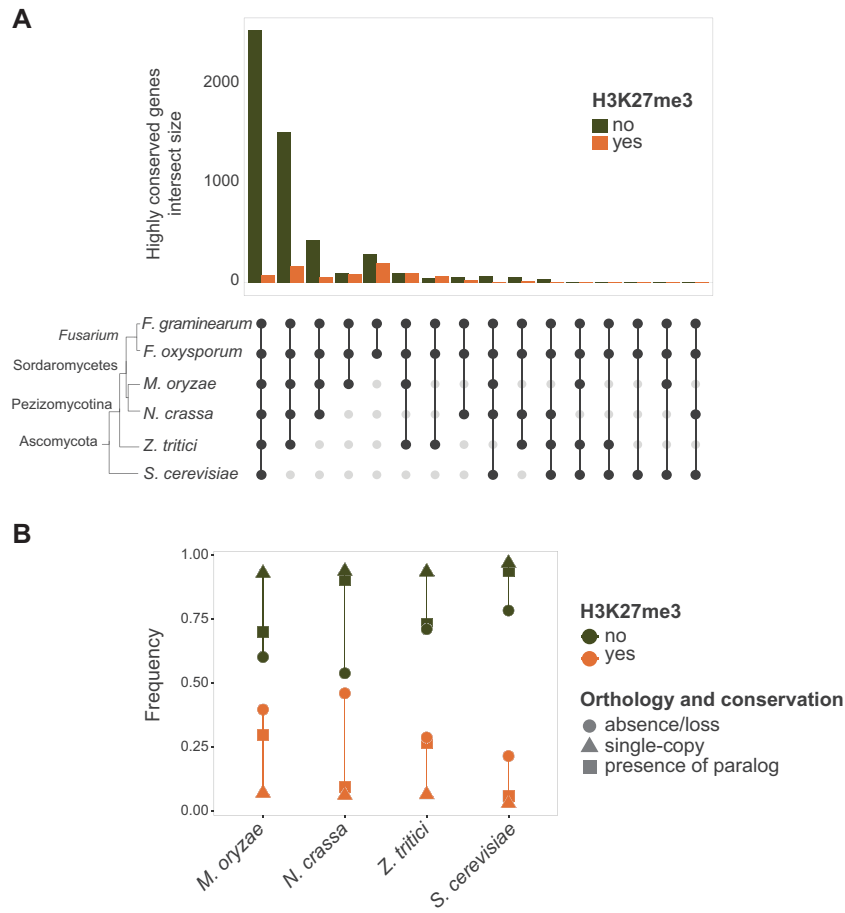 A
Highly conserved genes
intersect size
2000
1000
0
H3K27me3
no
yes
Fusarium
Sordaromycetes
Pezizomycotina
Ascomycota
F. graminearum
F. oxysporum
M. oryzae
N. crassa
Z. tritici
S. cerevisiae
B
Frequency
1.00
0.75
0.50
0.25
0.00
M. oryzae
N. crassa
Z. tritici
S. cerevisiae
H3K27me3
no
yes
Orthology and conservation
absence/loss
single-copy
presence of paralog